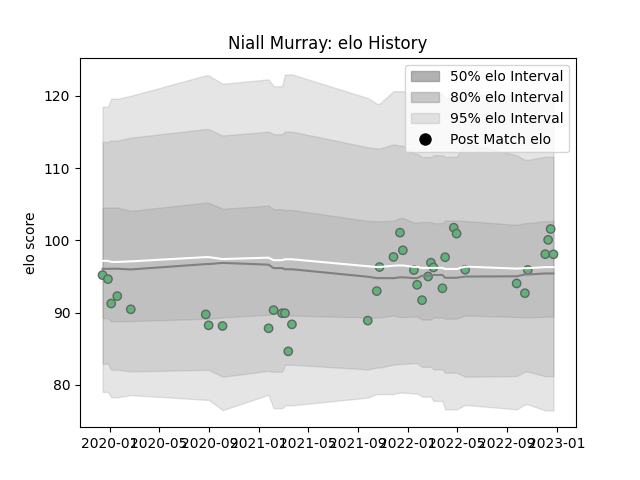 Niall Murray: elo History
50% elo Interval
80% elo Interval
95% elo Interval
Post Match elo
elo score
120
110
100
90
80
2020-01 2020-05 2020-09 2021-01 2021-05 2021-09 2022-01 2022-05 2022-09 2023-01